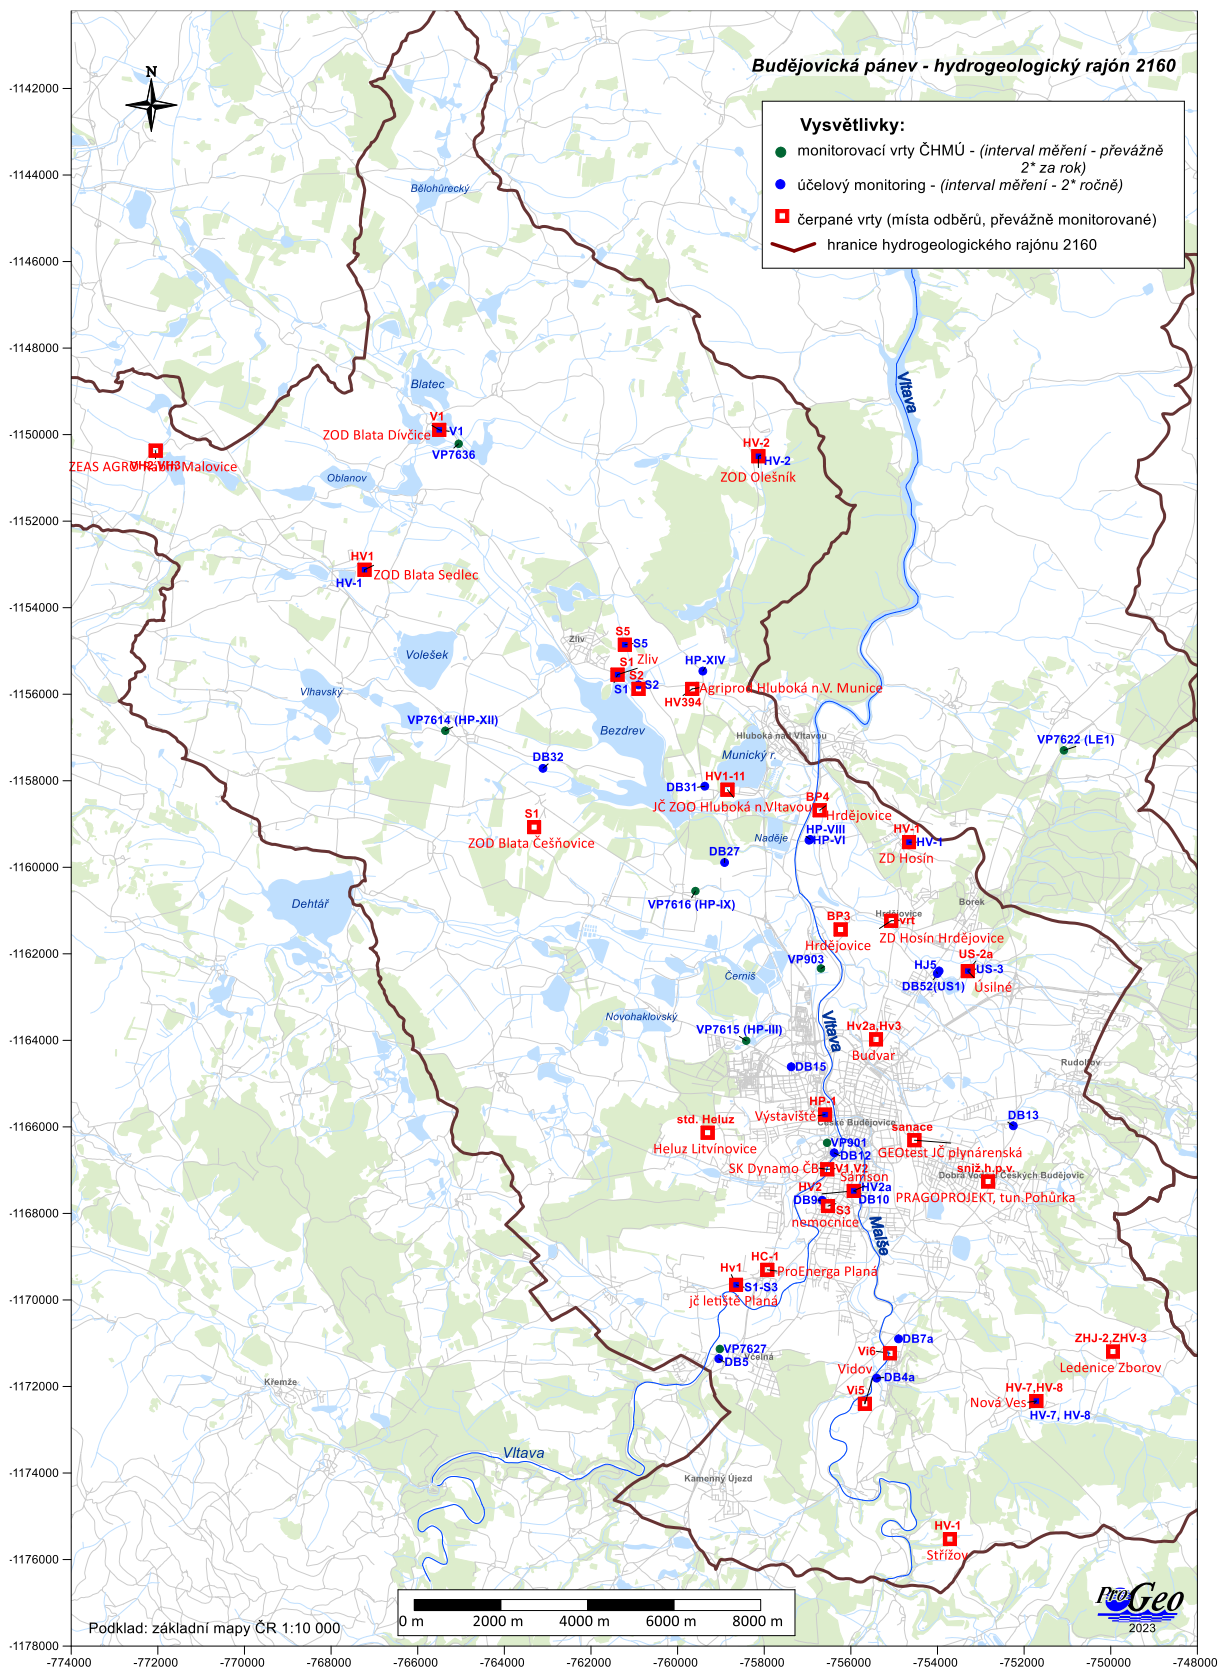 Budějovická pánev - hydrogeologický rajón 2160
N
Vysvětlivky:
monitorovací vrty ČHMÚ - (interval měření - převážně
2* za rok)
účelový monitoring - (interval měření - 2* ročně)
čerpané vrty (místa odběrů, převážně monitorované)
hranice hydrogeologického rajónu 2160
-1142000
-1144000
-1146000
-1148000
-1150000
-1152000
-1154000
-1156000
-1158000
-1160000
-1162000
-1164000
-1166000
-1168000
-1170000
-1172000
-1174000
-1176000
-1178000
Bělohůrecký
Vltava
Blatec
V1
V1
ZOD Blata Dívčice
VP7636
HV-2
HV-2
ZOD Olešník
VH2,VH3
Oblanov
HV1
HV-1
ZOD Blata Sedlec
Zliv
S5
S5
S1
Zliv
S2
S1
S2
HP-XIV
Agriprod Hluboká n.V. Munice
HV394
Volešek
Vlhavský
VP7614 (HP-XII)
Bezdrev
Hluboká nad Vltavou
Munický r.
VP7622 (LE1)
DB32
DB31
HV1-11
JČ ZOO Hluboká n.Vltavou
BP4
Hrdějovice
S1
ZOD Blata Češňovice
Naděje
HP-VIII
HP-VI
HV-1
HV-1
ZD Hosín
DB27
VP7616 (HP-IX)
Dehtář
Borek
Hrdějovice
BP3
Hrdějovice
vrt
ZD Hosín Hrdějovice
VP903
HJ5
DB52(US1)
US-2a
US-3
Úsilné
Černiš
Novohaklovský
VP7615 (HP-III)
Vltava
Hv2a,Hv3
Budvar
Rudolfov
DB15
HP-1
Výstaviště
České Budějovice
DB13
std. Heluz
Heluz Litvínovice
VP901
DB12
sanace
GEOtest JČ plynárenská
SK Dynamo ČB
V1,V2
Samson
sniž.h.p.v.
Dobrá Voda u Českých Budějovic
PRAGOPROJEKT, tun.Pohůrka
HV2
HV2a
DB9
DB10
S3
nemocnice
Malše
HC-1
ProEnerga Planá
Hv1
S1-S3
jč letiště Planá
VP7627
DB5
Včelná
DB7a
Vi6
Vidov
DB4a
Vi5
ZHJ-2,ZHV-3
Ledenice Zborov
HV-7,HV-8
Nová Ves
HV-7, HV-8
Křemže
Vltava
Kamenný Újezd
HV-1
Střížov
0 m
2000 m
4000 m
6000 m
8000 m
Podklad: základní mapy ČR 1:10 000
ProGeo
2023
-774000
-772000
-770000
-768000
-766000
-764000
-762000
-760000
-758000
-756000
-754000
-752000
-750000
-748000